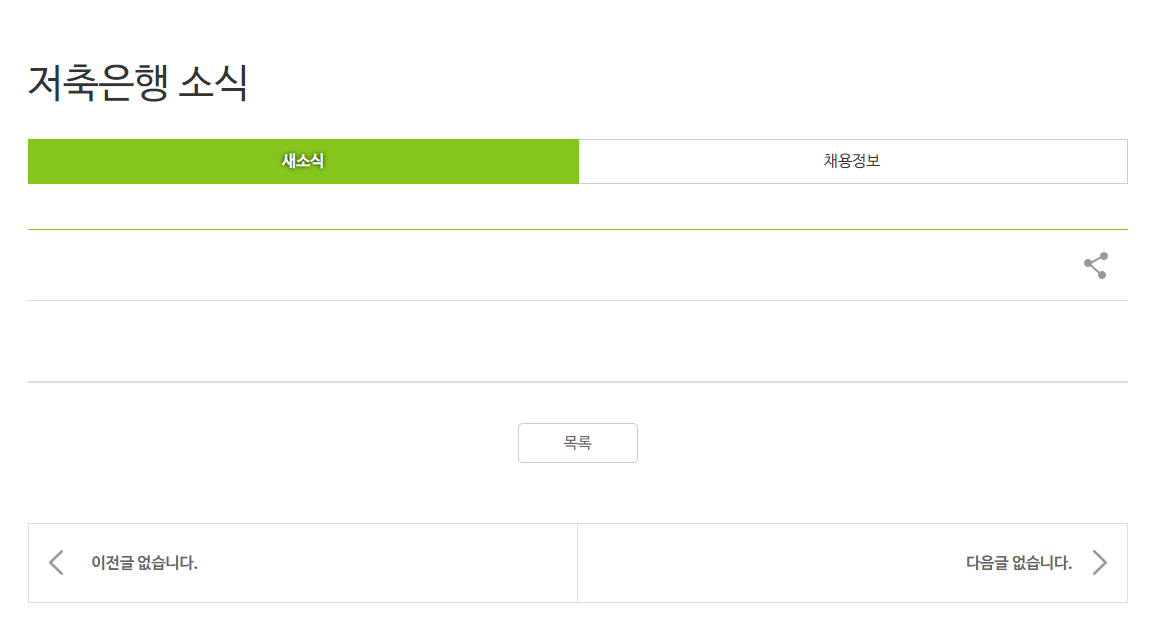 저축은행 소식
새소식
채용정보
목록
이전글 없습니다.
다음글 없습니다.